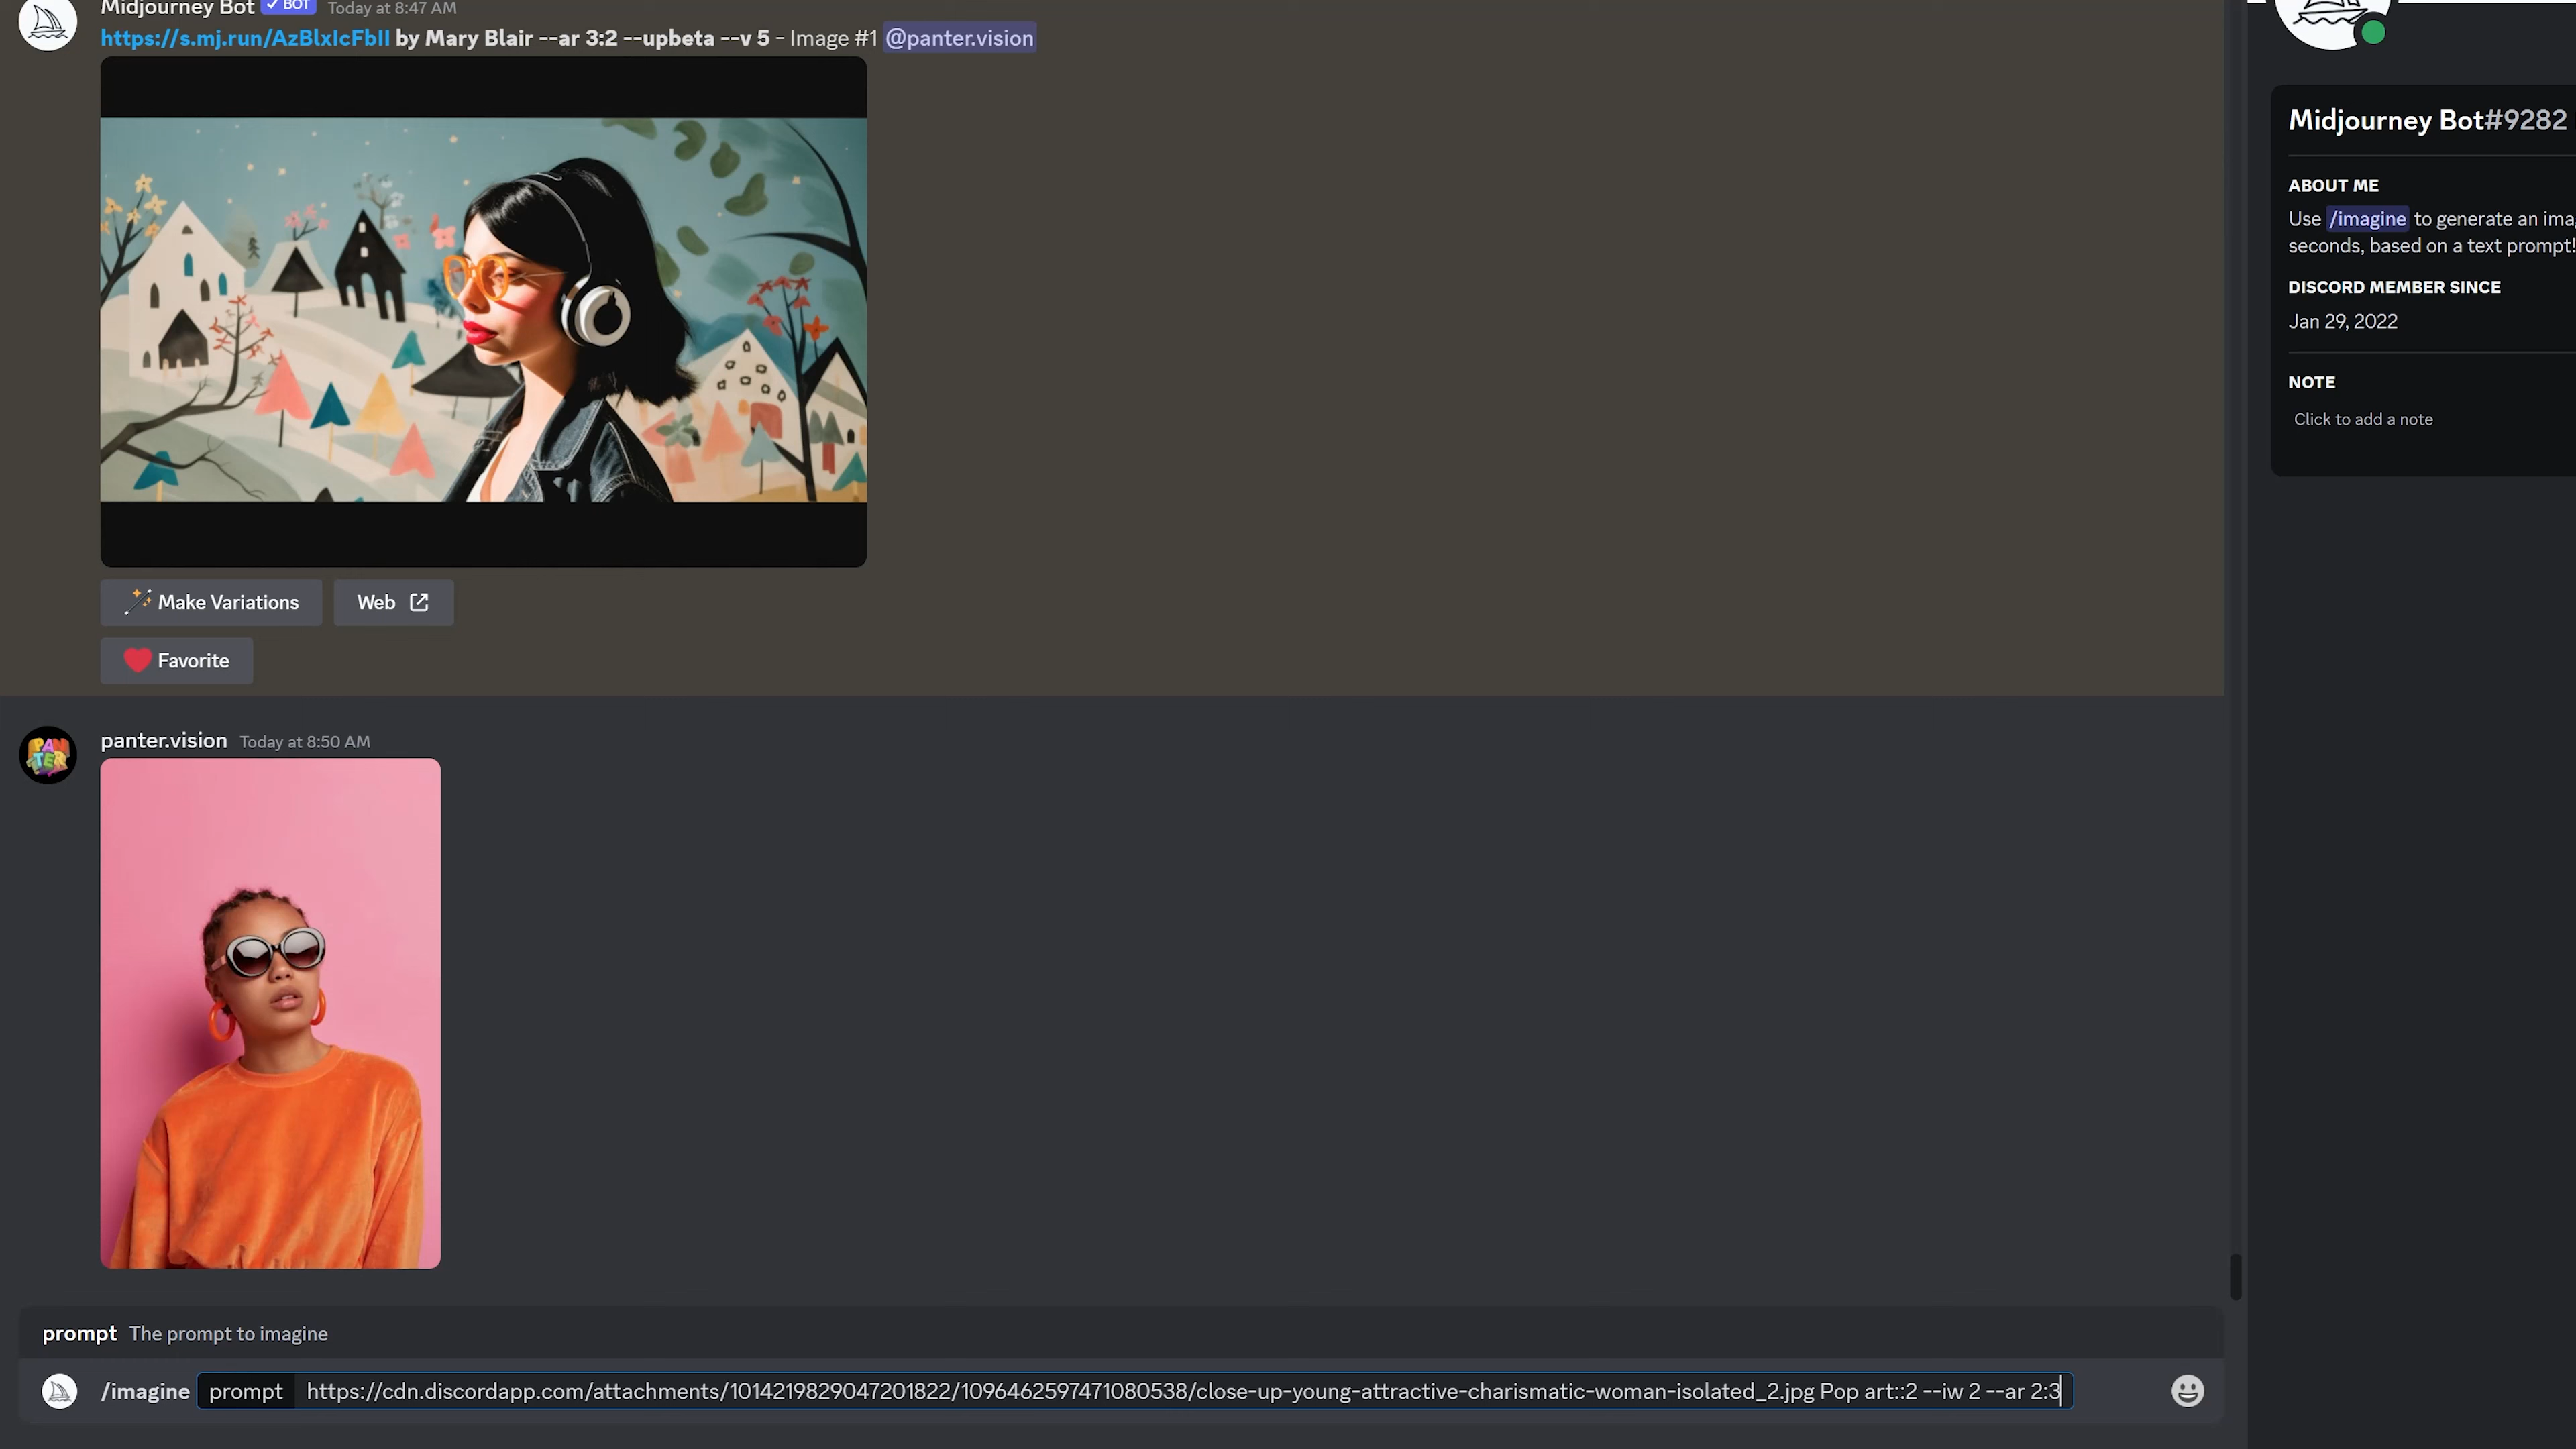 Midjourney Bot ✓ BOT Today at 8:47 AM
https://s.mj.run/AzBlxIcFbII by Mary Blair --ar 3:2 --upbeta --v 5 - Image #1 @panter.vision
Make Variations
Web
Favorite
panter.vision Today at 8:50 AM
PAN
TER
prompt The prompt to imagine
/imagine prompt https://cdn.discordapp.com/attachments/1014219829047201822/1096462597471080538/close-up-young-attractive-charismatic-woman-isolated_2.jpg Pop art::2 --iw 2 --ar 2:3
Midjourney Bot#9282
ABOUT ME
Use /imagine to generate an ima
seconds, based on a text prompt!
DISCORD MEMBER SINCE
Jan 29, 2022
NOTE
Click to add a note